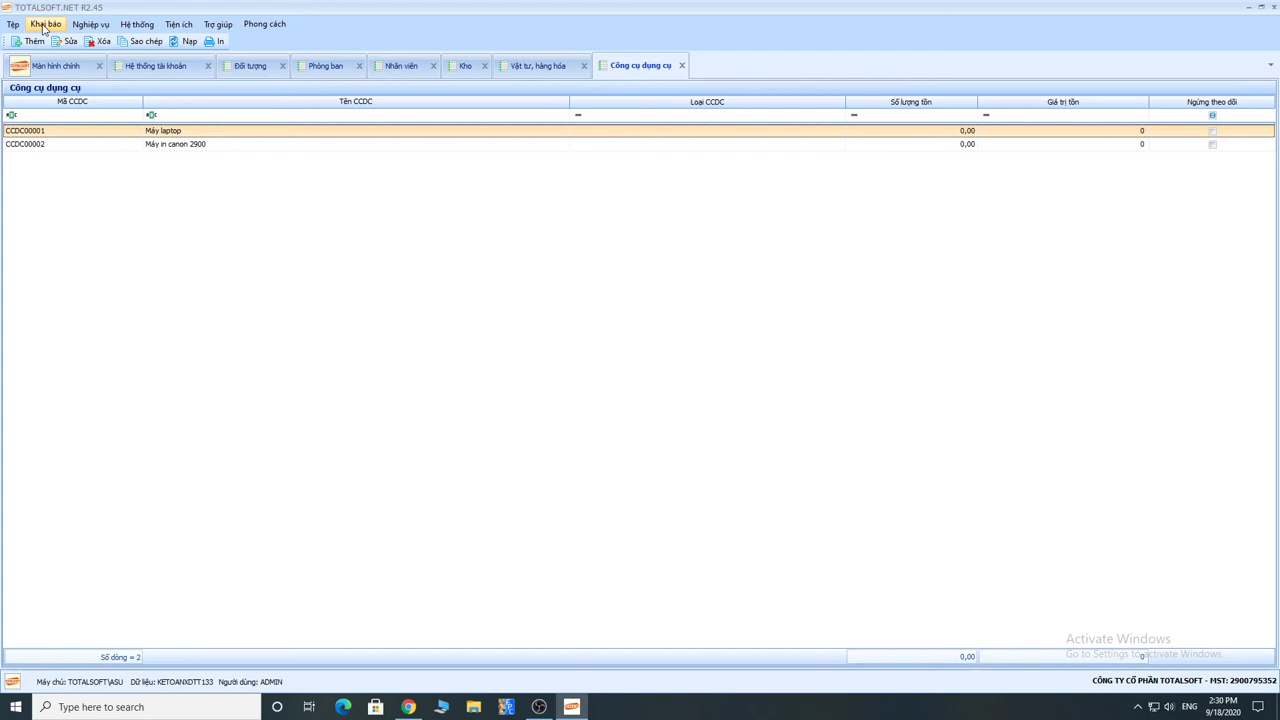 TOTALSOFT.NET R2.45
Tệp Khai báo Nghiệp vụ Hệ thống Tiện ích Trợ giúp Phong cách
Thêm Sửa Xóa Sao chép Nạp In
Màn hình chính Hệ thống tài khoản Đối tượng Phòng ban Nhân viên Kho Vật tư, hàng hóa Công cụ dụng cụ
Công cụ dụng cụ
Mã CCDC Tên CCDC Loại CCDC Số lượng tồn Giá trị tồn Ngừng theo dõi
CCDC00001 Máy laptop 0,00 0
CCDC00002 Máy in canon 2900 0,00 0
Activate Windows
Go to Settings to activate Windows.
Số dòng = 2 0,00 0
Máy chủ: TOTALSOFT\ASU Dữ liệu: KETOANXDTT133 Người dùng: ADMIN CÔNG TY CỔ PHẦN TOTALSOFT - MST: 2900795352
Type here to search ENG 2:30 PM
9/18/2020